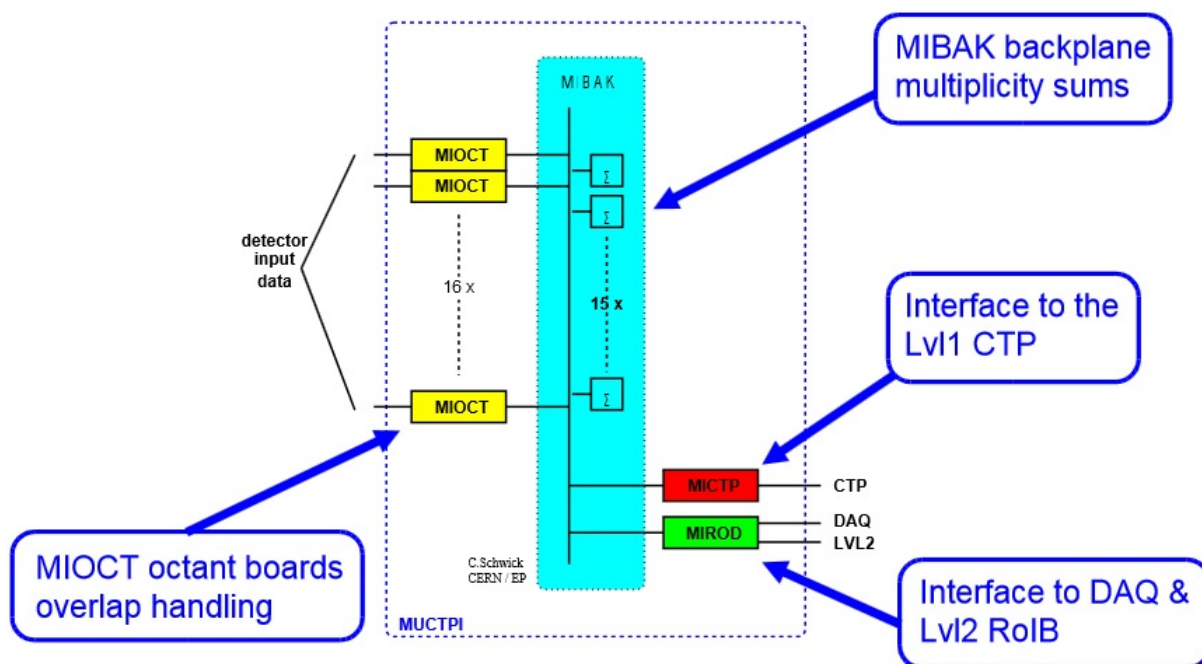 MIBAK backplane
multiplicity sums
MIBAK
MIOCT
Σ
MIOCT
Σ
detector
input
data
16 x
15 x
Interface to the
Lvl1 CTP
MIOCT
Σ
MICTP
CTP
MIROD
DAQ
LVL2
MIOCT octant boards
overlap handling
C.Schwick
CERN / EP
MUCTPI
Interface to DAQ &
Lvl2 RoIB